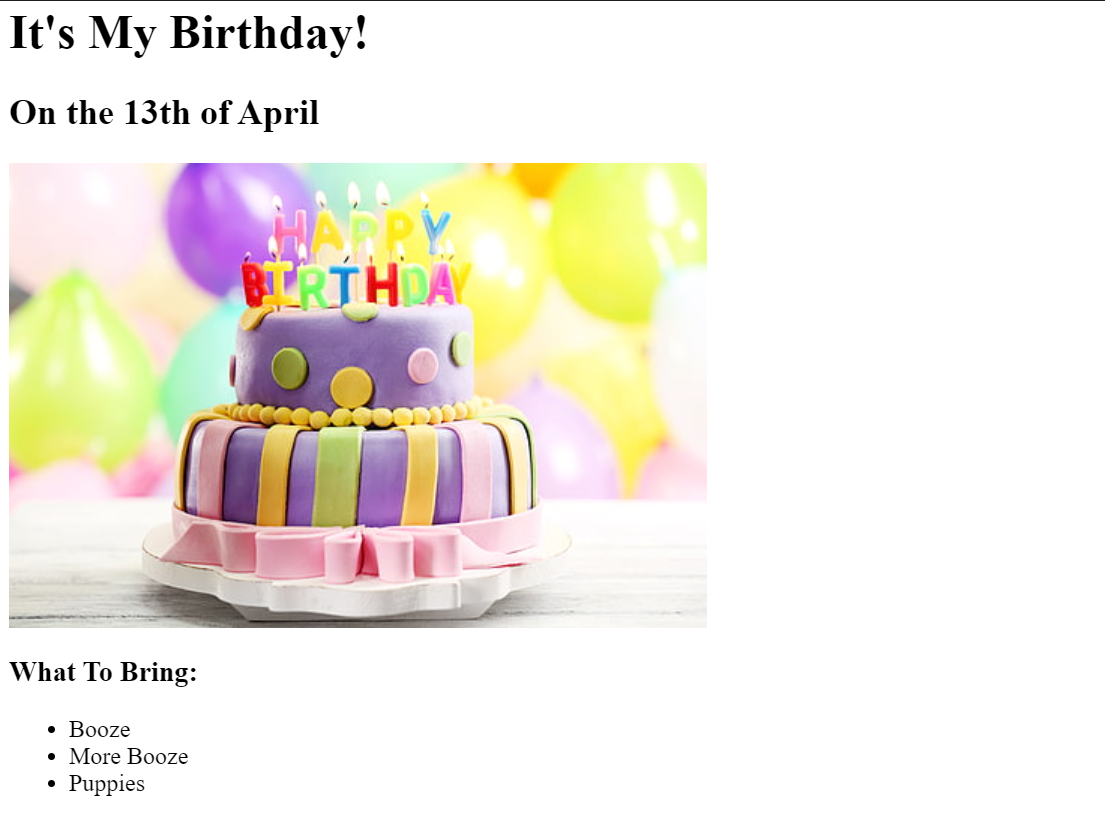 It's My Birthday!
On the 13th of April
HAPPY
BIRTHDAY
What To Bring:
Booze
More Booze
Puppies